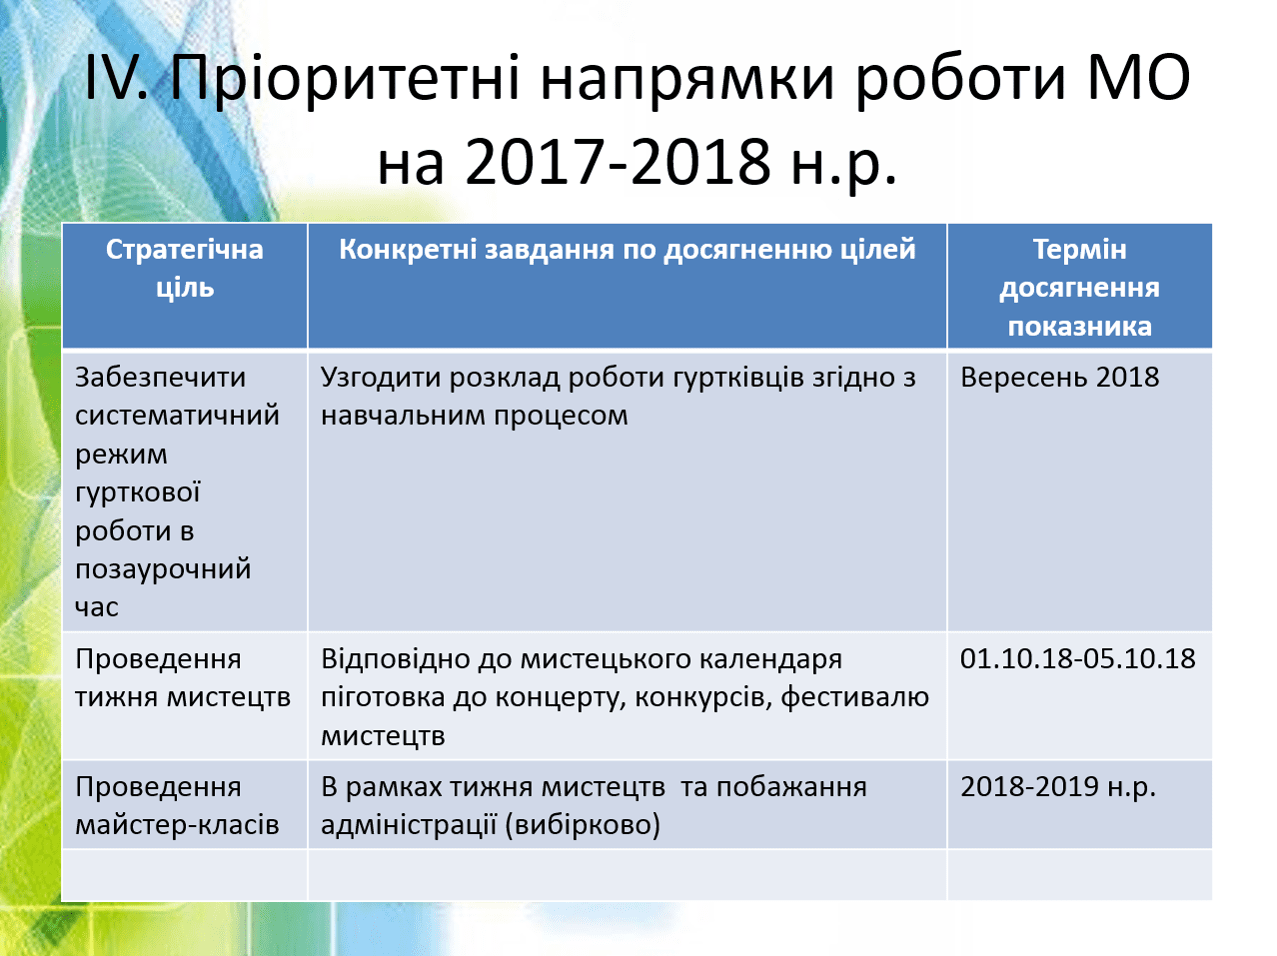 IV. Пріоритетні напрямки роботи МО
на 2017-2018 н.р.
Стратегічна
ціль
Конкретні завдання по досягненню цілей
Термін
досягнення
показника
Забезпечити
систематичний
режим
гурткової
роботи в
позаурочний
час
Узгодити розклад роботи гуртківців згідно з
навчальним процесом
Вересень 2018
Проведення
тижня мистецтв
Відповідно до мистецького календаря
піготовка до концерту, конкурсів, фестивалю
мистецтв
01.10.18-05.10.18
Проведення
майстер-класів
В рамках тижня мистецтв  та побажання
адміністрації (вибірково)
2018-2019 н.р.